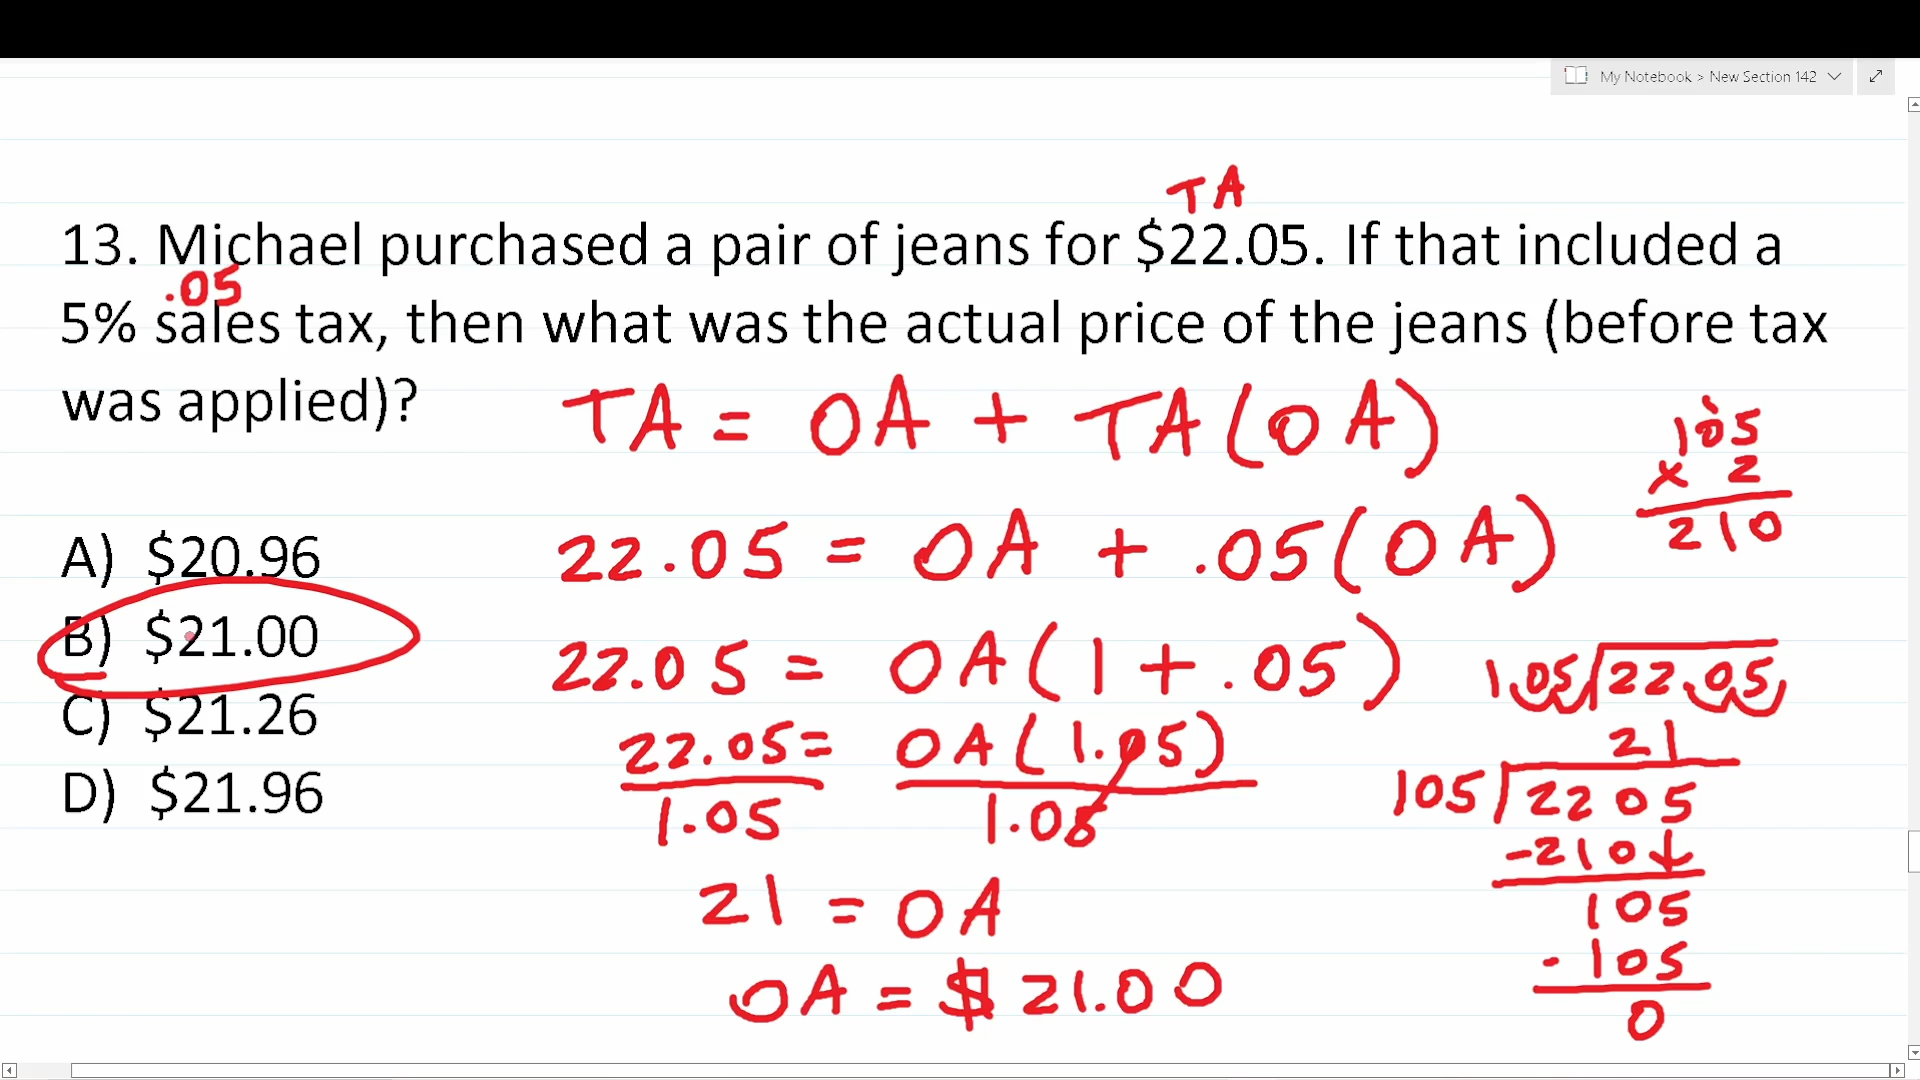 My Notebook > New Section 142
TA
13. Michael purchased a pair of jeans for $22.05. If that included a
.05
5% sales tax, then what was the actual price of the jeans (before tax
was applied)?
TA = OA + TA(OA)
105
x 2
210
A) $20.96
22.05 = OA + .05(OA)
B) $21.00
22.05 = OA(1 + .05)
1.05 22.05
C) $21.26
22.05 = OA(1.05)
1.05 1.05
21
105 2205
D) $21.96
-210
105
21 = OA
-105
OA = $21.00
0